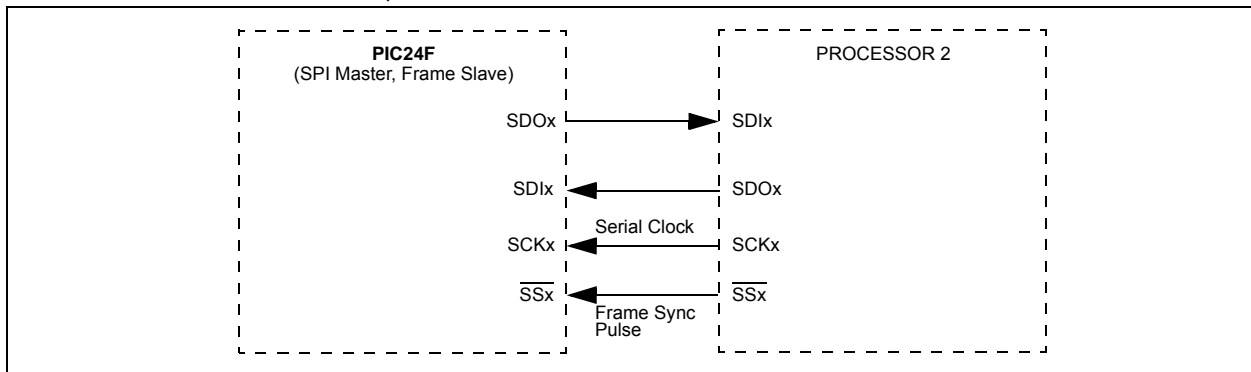 PIC24F
(SPI Master, Frame Slave)
PROCESSOR 2
SDOx
SDIx
SDIx
SDOx
Serial Clock
SCKx
SCKx
SSx
SSx
Frame Sync
Pulse